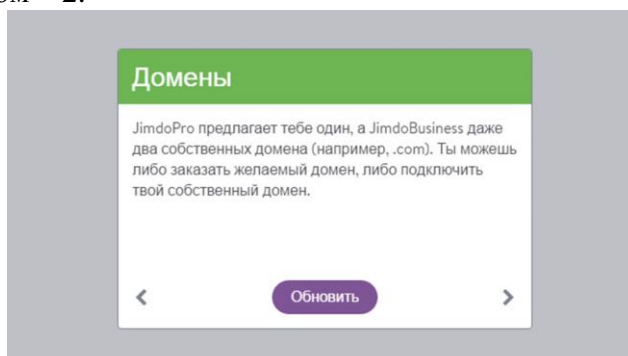 Домены
JimdoPro предлагает тебе один, а JimdoBusiness даже
два собственных домена (например, .com). Ты можешь
либо заказать желаемый домен, либо подключить
твой собственный домен.
Обновить